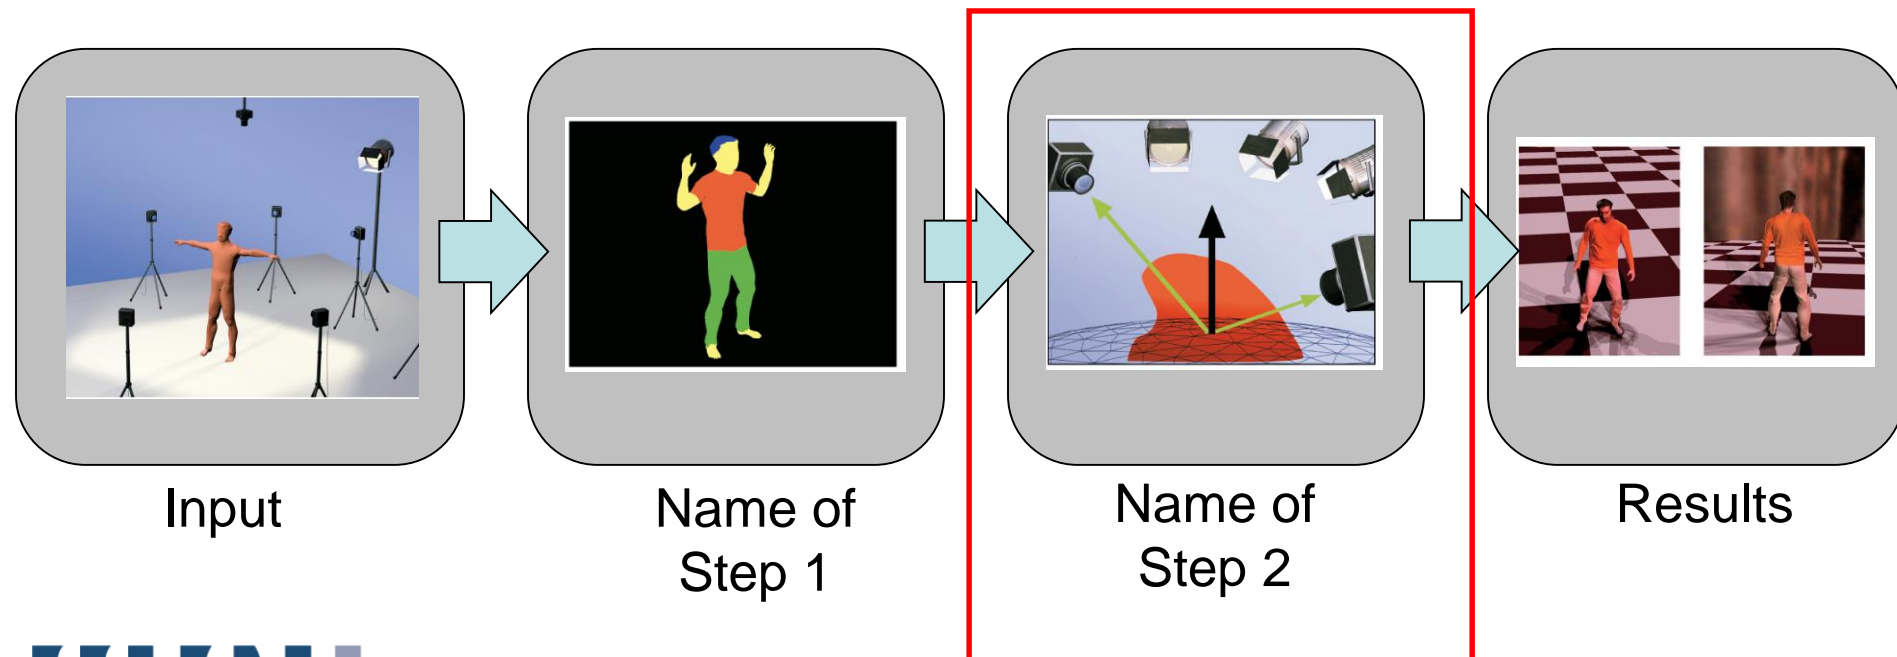 Input
Name of
Step 1
Name of
Step 2
Results